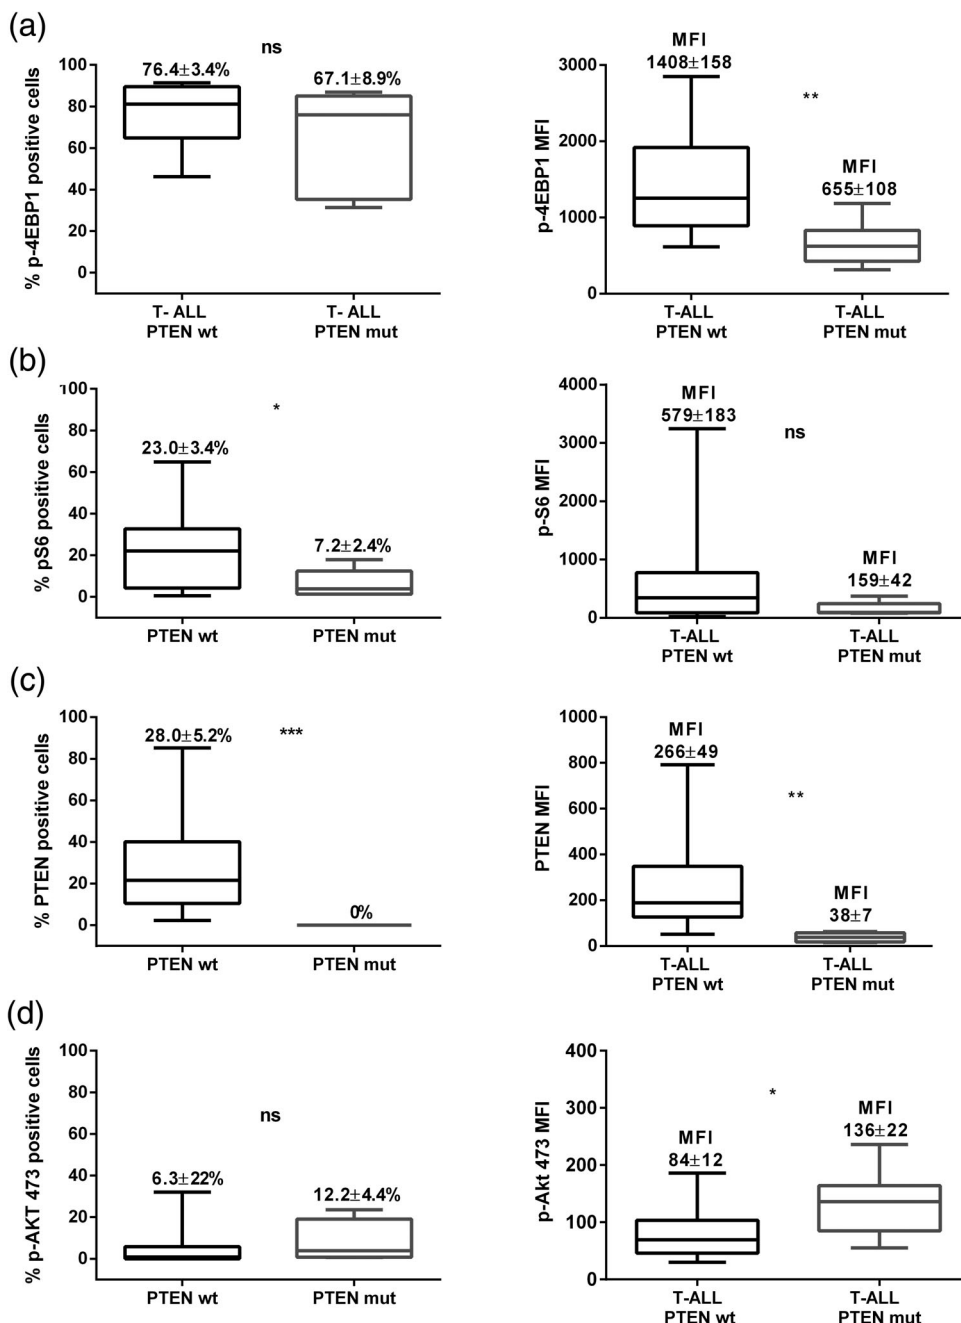 (a)
ns
76.4±3.4%
67.1±8.9%
% p-4EBP1 positive cells
100
80
60
40
20
0
T- ALL
PTEN wt
T- ALL
PTEN mut
MFI
1408±158
**
MFI
655±108
p-4EBP1 MFI
3000
2000
1000
0
T-ALL
PTEN wt
T-ALL
PTEN mut
(b)
*
23.0±3.4%
7.2±2.4%
% pS6 positive cells
100
80
60
40
20
0
PTEN wt
PTEN mut
MFI
579±183
ns
MFI
159±42
p-S6 MFI
4000
3000
2000
1000
0
T-ALL
PTEN wt
T-ALL
PTEN mut
(c)
28.0±5.2%
***
0%
% PTEN positive cells
100
80
60
40
20
0
PTEN wt
PTEN mut
MFI
266±49
**
MFI
38±7
PTEN MFI
1000
800
600
400
200
0
T-ALL
PTEN wt
T-ALL
PTEN mut
(d)
ns
6.3±22%
12.2±4.4%
% p-AKT 473 positive cells
100
80
60
40
20
0
PTEN wt
PTEN mut
*
MFI
84±12
MFI
136±22
p-Akt 473 MFI
400
300
200
100
0
T-ALL
PTEN wt
T-ALL
PTEN mut